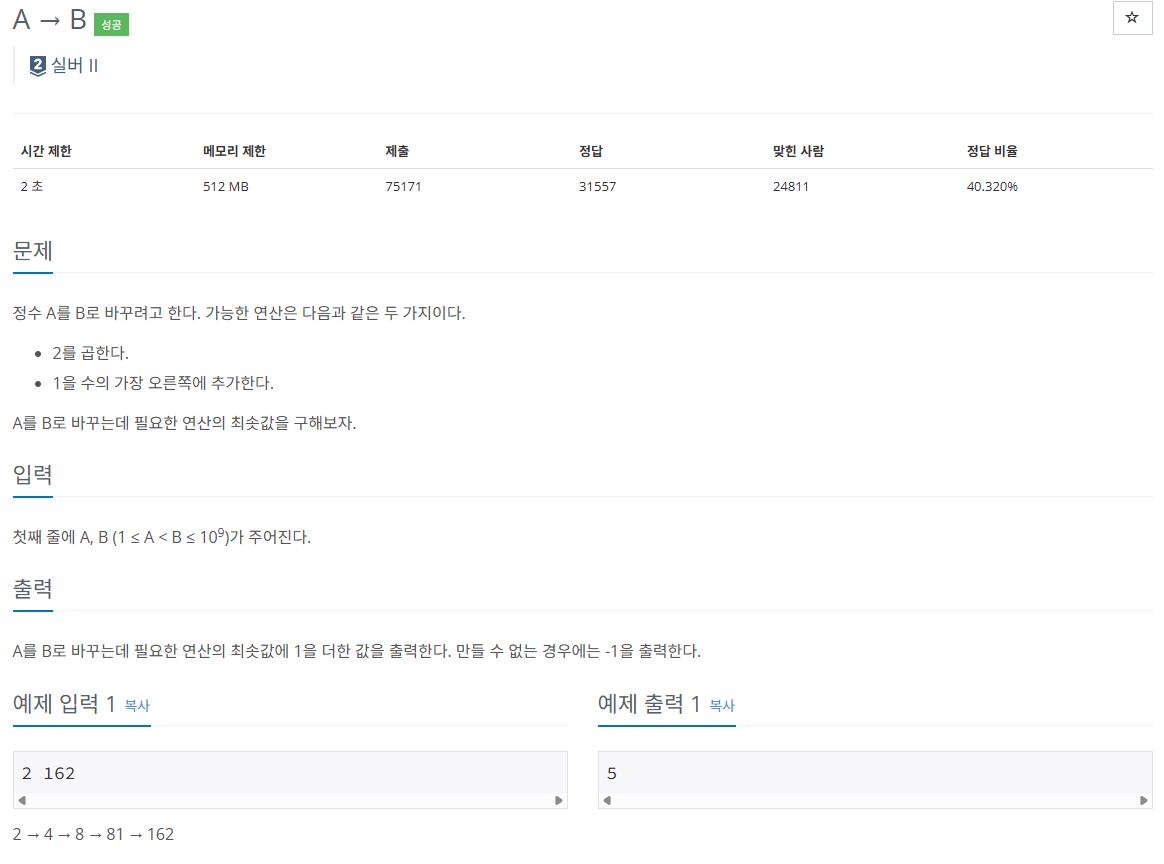 A → B 성공
☆
2 실버 II
시간 제한 메모리 제한 제출 정답 맞힌 사람 정답 비율
2 초 512 MB 75171 31557 24811 40.320%
문제
정수 A를 B로 바꾸려고 한다. 가능한 연산은 다음과 같은 두 가지이다.
• 2를 곱한다.
• 1을 수의 가장 오른쪽에 추가한다.
A를 B로 바꾸는데 필요한 연산의 최솟값을 구해보자.
입력
첫째 줄에 A, B (1 ≤ A < B ≤ 10⁹)가 주어진다.
출력
A를 B로 바꾸는데 필요한 연산의 최솟값에 1을 더한 값을 출력한다. 만들 수 없는 경우에는 -1을 출력한다.
예제 입력 1 복사
2 162
예제 출력 1 복사
5
2 → 4 → 8 → 81 → 162